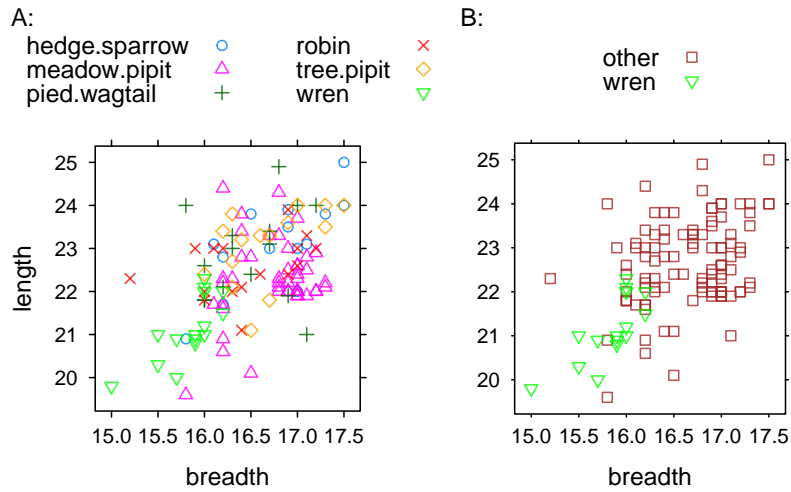 A:
hedge.sparrow robin
meadow.pipit tree.pipit
pied.wagtail wren
25
24
23
22
21
20
length
15.0 15.5 16.0 16.5 17.0 17.5
breadth
B:
other
wren
25
24
23
22
21
20
15.0 15.5 16.0 16.5 17.0 17.5
breadth